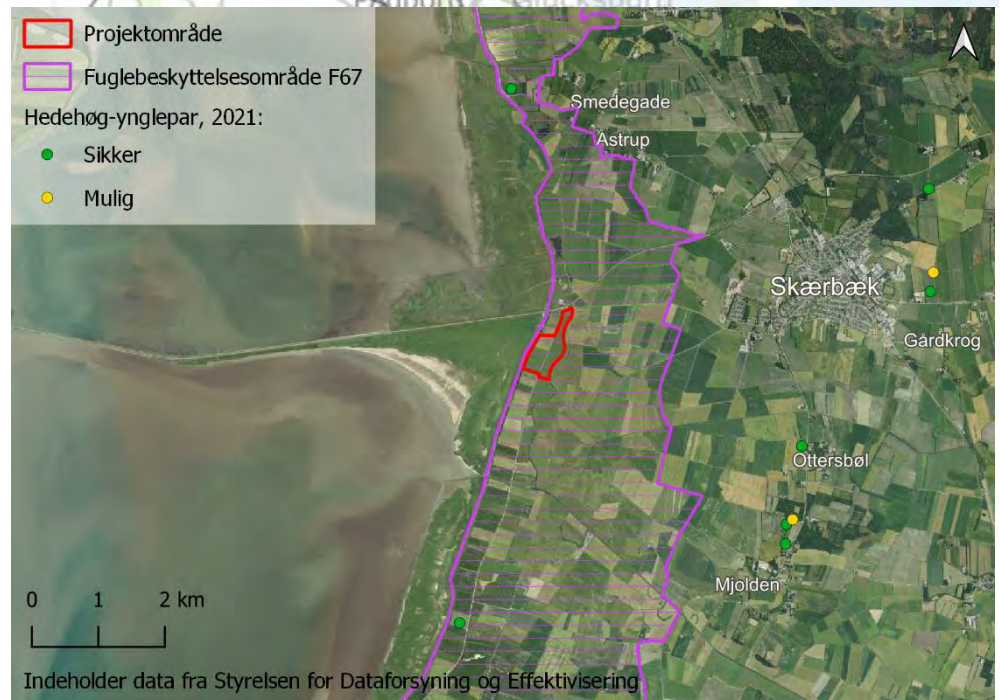 Projektområde
Fuglebeskyttelsesområde F67
Hedehøg-ynglepar, 2021:
Sikker
Mulig
Smedegade
Astrup
Skærbæk
Gårdkrog
Ottersbøl
Mjolden
0 1 2 km
Indeholder data fra Styrelsen for Dataforsyning og Effektivisering